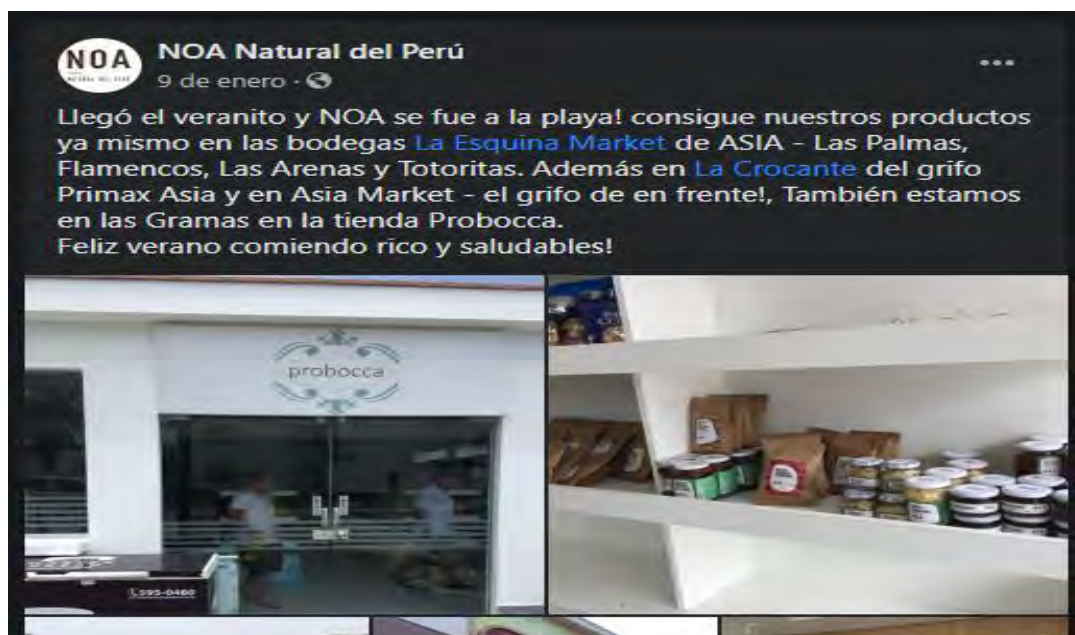 NOA
NOA Natural del Perú
9 de enero
Llegó el veranito y NOA se fue a la playa! consigue nuestros productos
ya mismo en las bodegas La Esquina Market de ASIA - Las Palmas,
Flamencos, Las Arenas y Totoritas. Además en La Crocante del grifo
Primax Asia y en Asia Market - el grifo de en frente!, También estamos
en las Gramas en la tienda Probocca.
Feliz verano comiendo rico y saludables!
probocca
595-0460